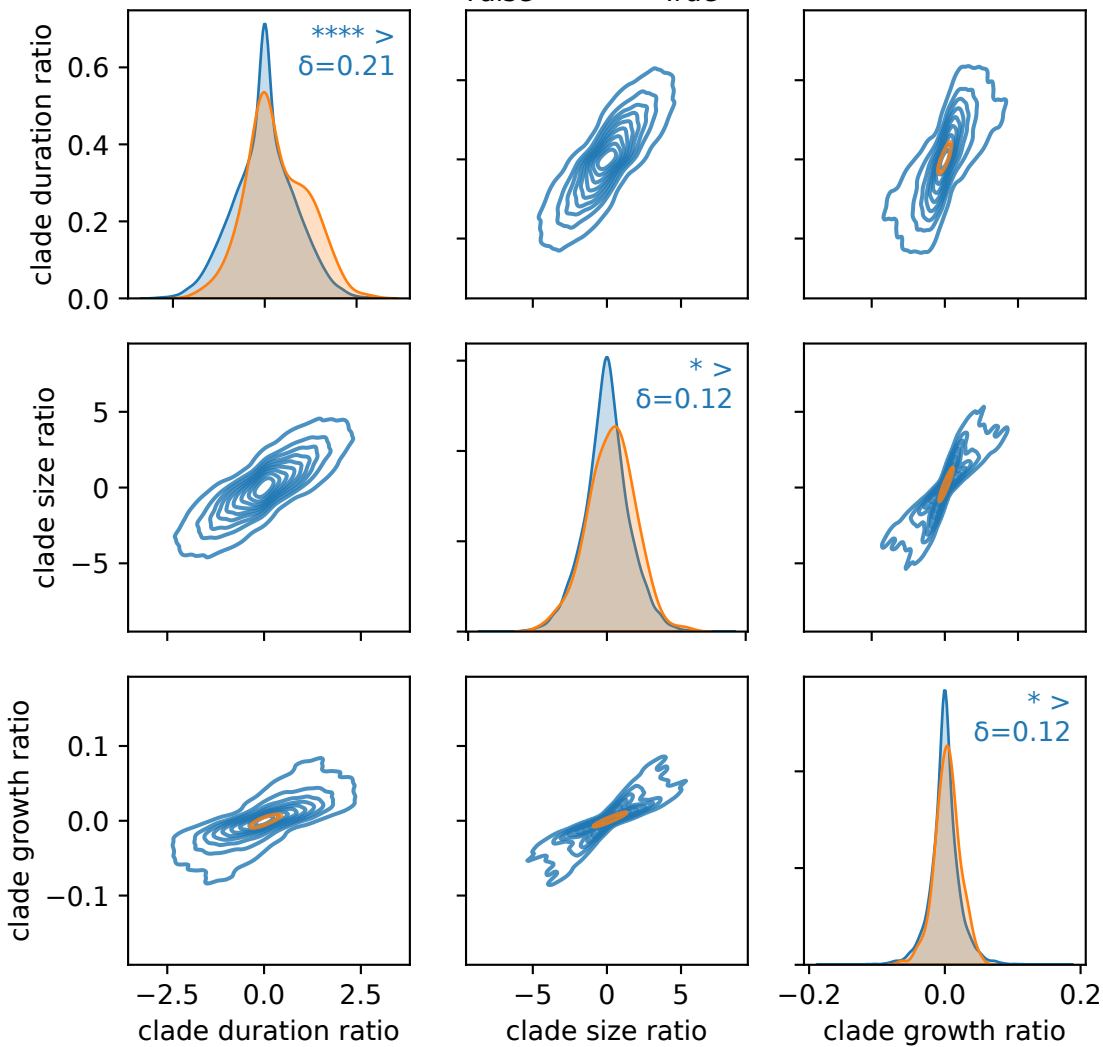 clade duration ratio
0.6
0.4
0.2
0.0
**** >
δ=0.21
clade size ratio
5
0
−5
* >
δ=0.12
clade growth ratio
0.1
0.0
−0.1
* >
δ=0.12
−2.5 0.0 2.5
−5 0 5
−0.2 0.0 0.2
clade duration ratio
clade size ratio
clade growth ratio